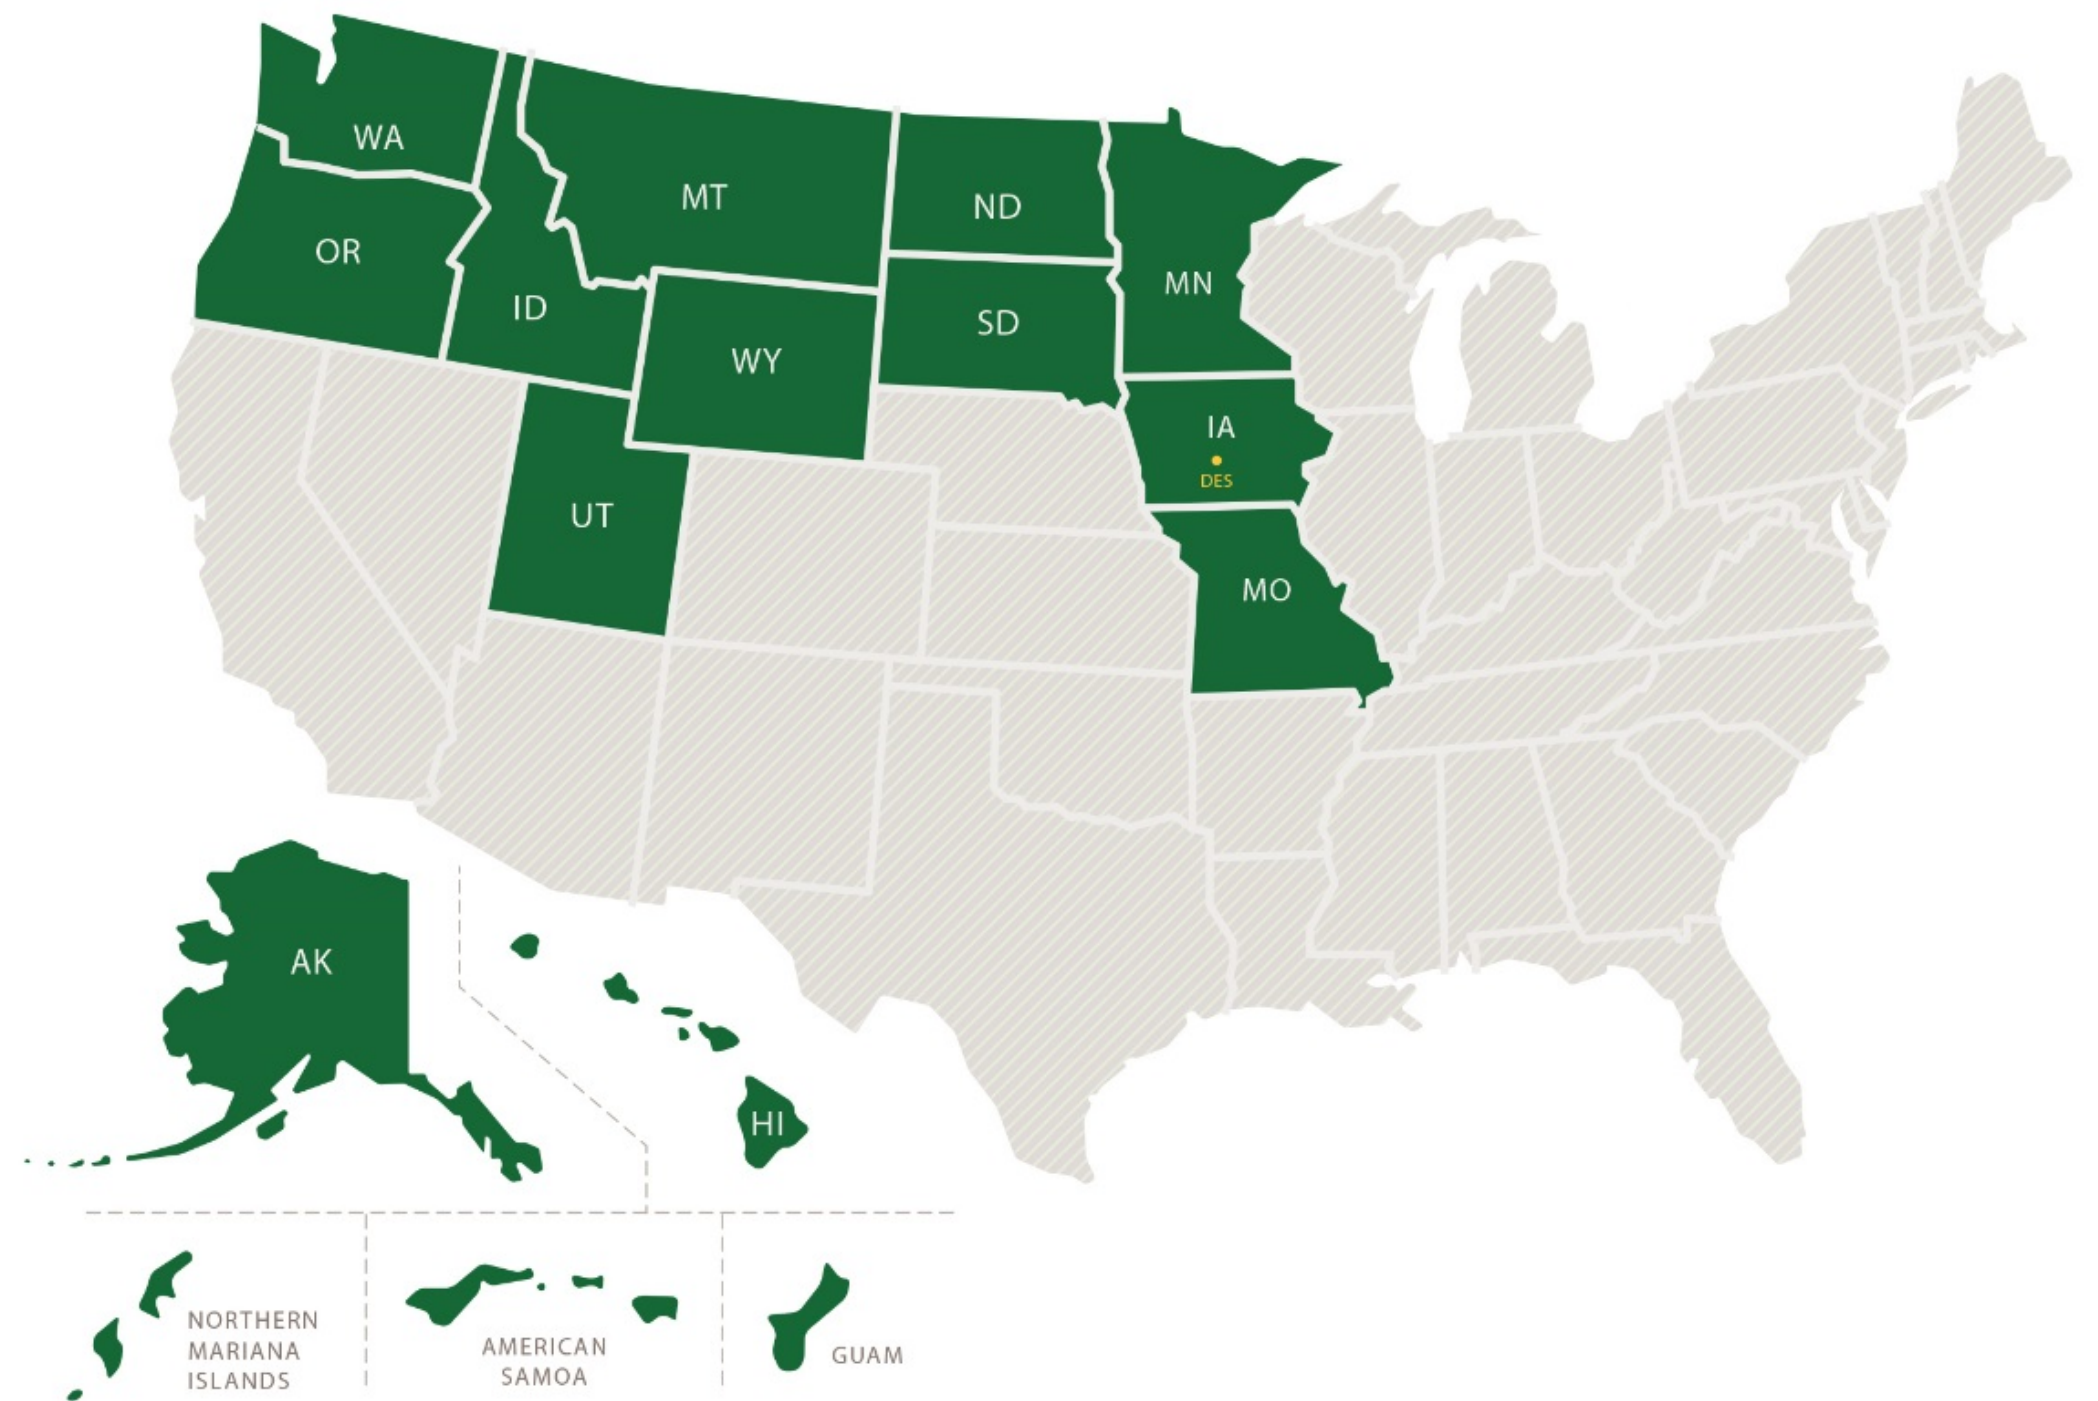 WA
MT
ND
OR
MN
ID
SD
WY
IA
DES
UT
MO
AK
HI
NORTHERN
MARIANA
ISLANDS
AMERICAN
SAMOA
GUAM